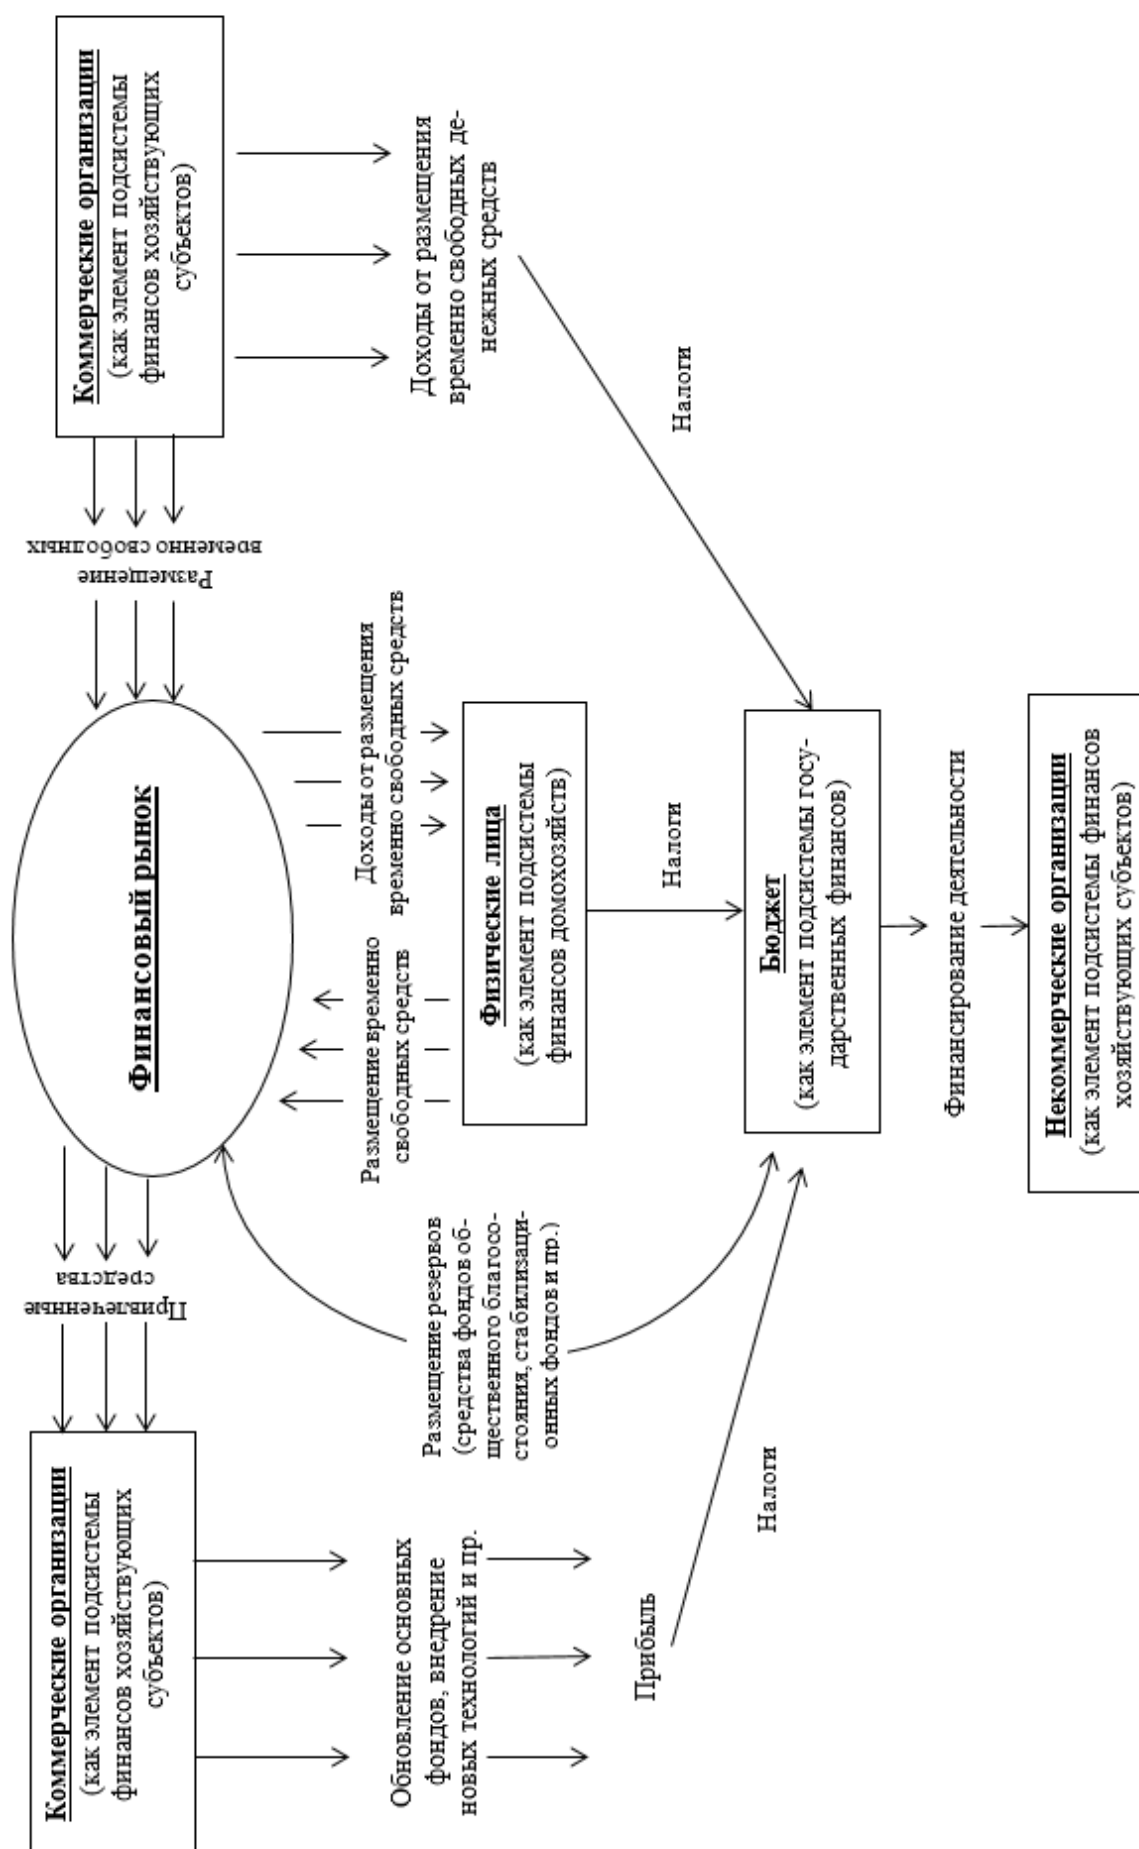 Коммерческие организации
(как элемент подсистемы
финансов хозяйствующих
субъектов)
Привлеченные
средства
Финансовый рынок
Размещение
временно свободных
Коммерческие организации
(как элемент подсистемы
финансов хозяйствующих
субъектов)
Обновление основных
фондов, внедрение
новых технологий и пр.
Прибыль
Налоги
Размещение резервов
(средства фондов об-
щественного благосо-
стояния, стабилизаци-
онных фондов и пр.)
Размещение временно
свободных средств
Доходы от размещения
временно свободных средств
Физические лица
(как элемент подсистемы
финансов домохозяйств)
Налоги
Доходы от размещения
временно свободных де-
нежных средств
Налоги
Бюджет
(как элемент подсистемы госу-
дарственных финансов)
Финансирование деятельности
Некоммерческие организации
(как элемент подсистемы финансов
хозяйствующих субъектов)